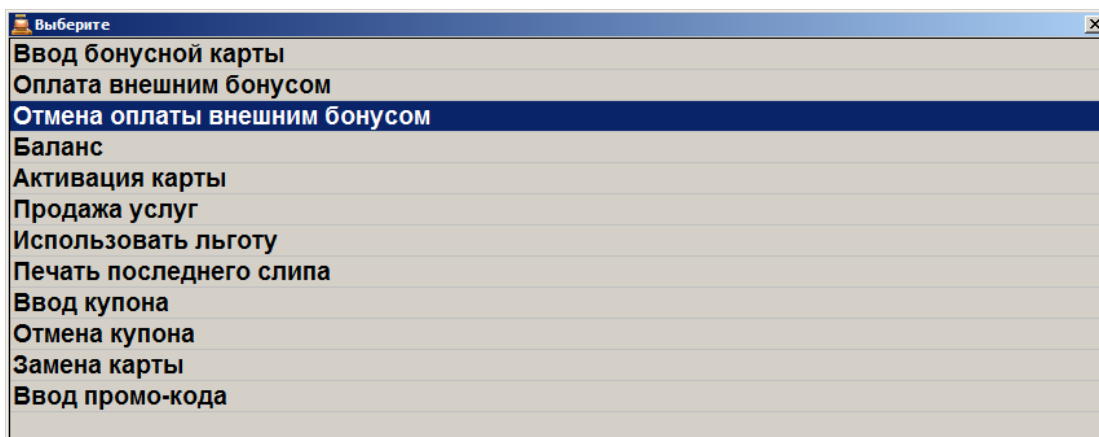 Выберите
Ввод бонусной карты
Оплата внешним бонусом
Отмена оплаты внешним бонусом
Баланс
Активация карты
Продажа услуг
Использовать льготу
Печать последнего слипа
Ввод купона
Отмена купона
Замена карты
Ввод промо-кода